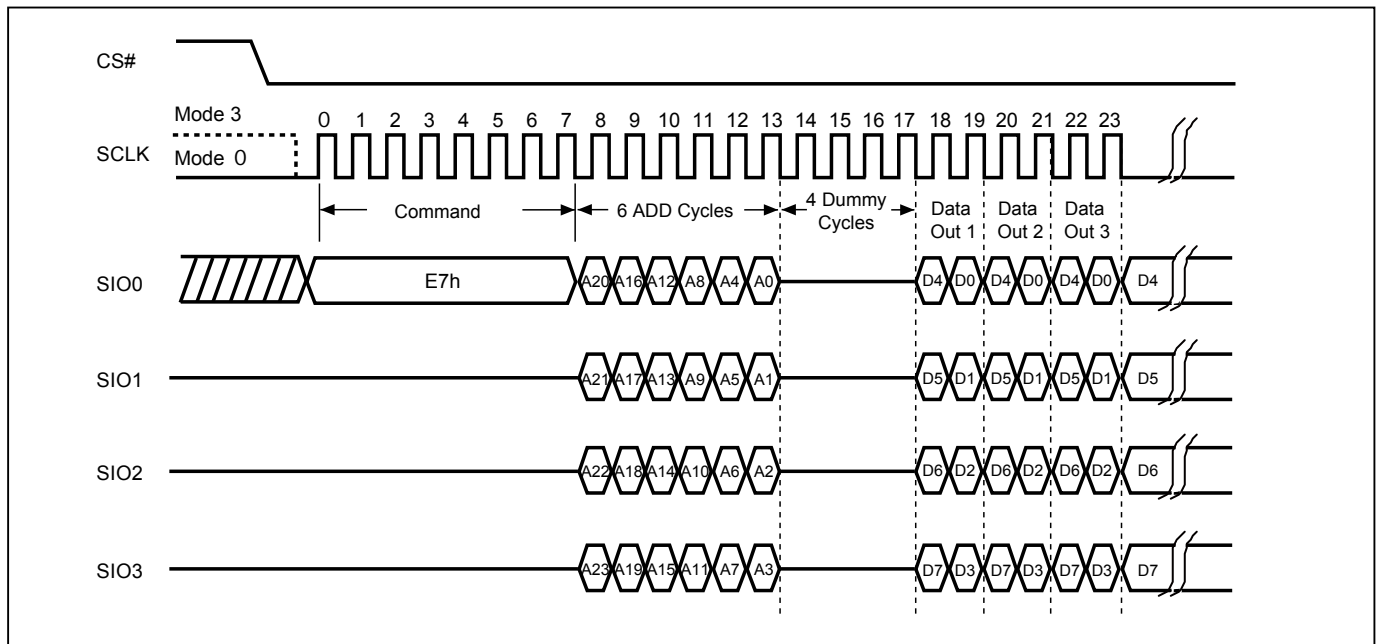 CS#
Mode 3
SCLK
Mode 0
0 1 2 3 4 5 6 7 8 9 10 11 12 13 14 15 16 17 18 19 20 21 22 23
Command
6 ADD Cycles
4 Dummy
Cycles
Data
Out 1
Data
Out 2
Data
Out 3
SIO0
E7h
A20 A16 A12 A8 A4 A0
D4 D0 D4 D0 D4 D0 D4
SIO1
A21 A17 A13 A9 A5 A1
D5 D1 D5 D1 D5 D1 D5
SIO2
A22 A18 A14 A10 A6 A2
D6 D2 D6 D2 D6 D2 D6
SIO3
A23 A19 A15 A11 A7 A3
D7 D3 D7 D3 D7 D3 D7